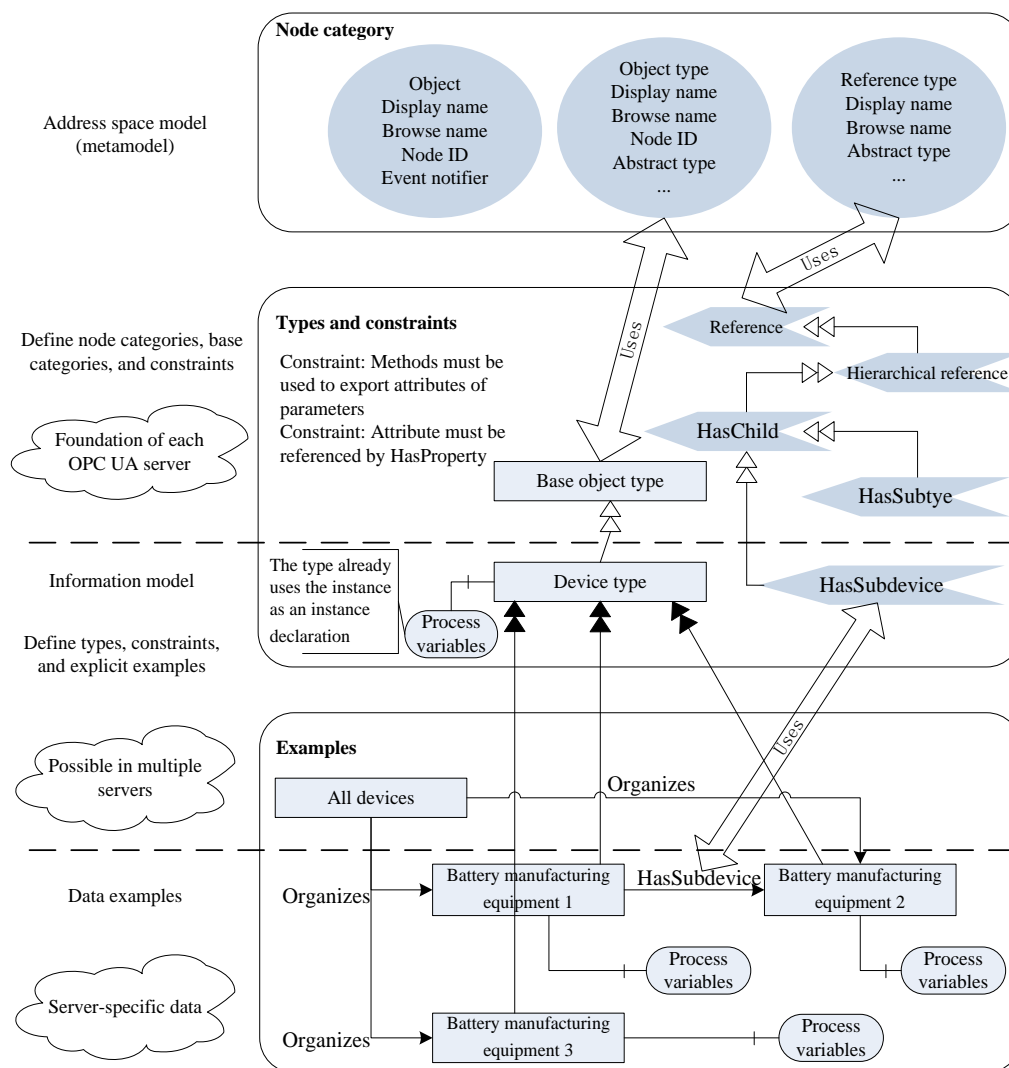 Node category
Object
Display name
Browse name
Node ID
Event notifier
Object type
Display name
Browse name
Node ID
Abstract type
...
Reference type
Display name
Browse name
Abstract type
...
Address space model
(metamodel)
Uses
Uses
Types and constraints
Constraint: Methods must be
used to export attributes of
parameters
Constraint: Attribute must be
referenced by HasProperty
Define node categories, base
categories, and constraints
Foundation of each
OPC UA server
Reference
Hierarchical reference
HasChild
HasSubtye
Base object type
Information model
The type already
uses the instance
as an instance
declaration
Device type
Process
variables
HasSubdevice
Define types, constraints,
and explicit examples
Uses
Possible in multiple
servers
Examples
All devices
Organizes
Data examples
Organizes
Battery manufacturing
equipment 1
HasSubdevice
Battery manufacturing
equipment 2
Process
variables
Process
variables
Server-specific data
Organizes
Battery manufacturing
equipment 3
Process
variables